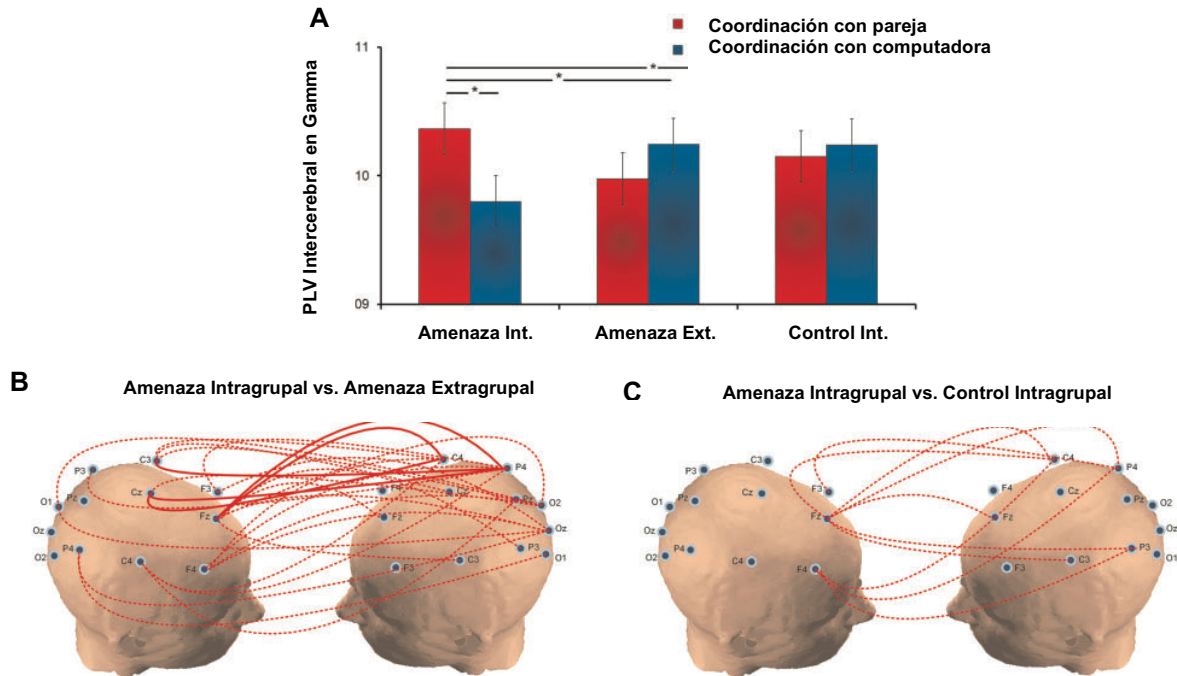 A
Coordinación con pareja
Coordinación con computadora
PLV Intercerebral en Gamma
11
10
09
*
*
*
Amenaza Int.
Amenaza Ext.
Control Int.
B
Amenaza Intragrupal vs. Amenaza Extragrupal
C3
P3
Cz
F3
O1
Pz
Fz
Oz
O2
P4
C4
F4
C4
P4
F4
Cz
Pz
O2
Fz
Oz
P3
O1
C3
F3
C
Amenaza Intragrupal vs. Control Intragrupal
C3
P3
Cz
F3
O1
Pz
Fz
Oz
O2
P4
C4
F4
C4
P4
F4
Cz
Pz
O2
Fz
Oz
P3
O1
C3
F3